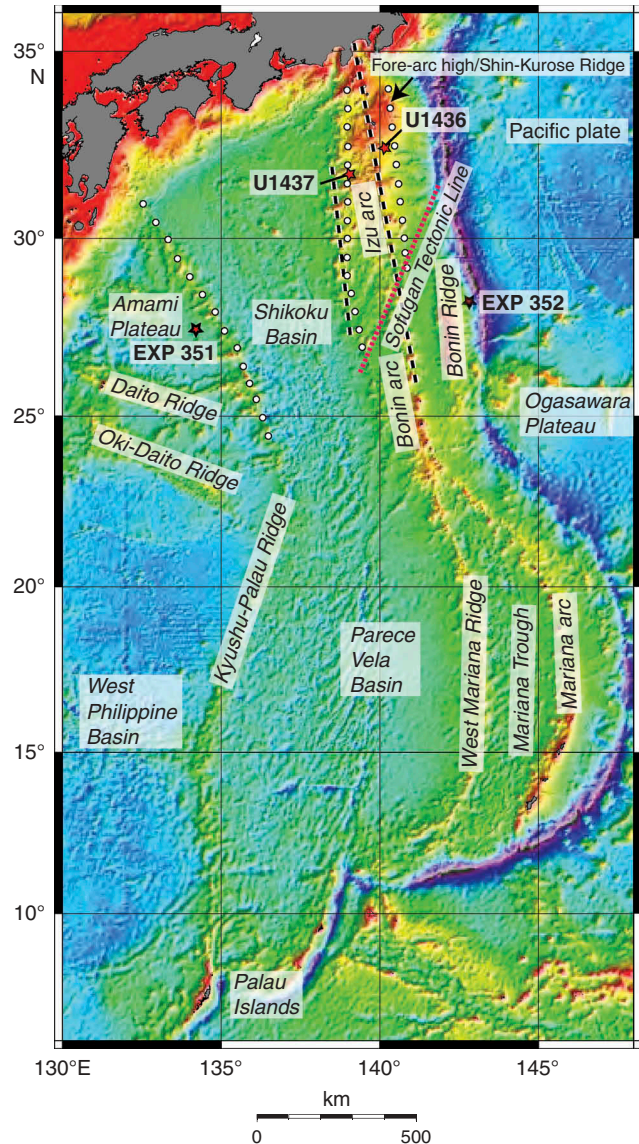 35°
N
Fore-arc high/Shin-Kurose Ridge
U1436
Pacific plate
U1437
Izu arc
30°
Sofugan Tectonic Line
Amami
Plateau
EXP 351
Shikoku
Basin
Bonin Ridge
EXP 352
Bonin arc
Daito Ridge
Ogasawara
Plateau
25°
Oki-Daito Ridge
Kyushu-Palau Ridge
20°
Parece
Vela
Basin
West Mariana Ridge
Mariana Trough
Mariana arc
West
Philippine
Basin
15°
10°
Palau
Islands
130°E
135°
140°
145°
km
0
500